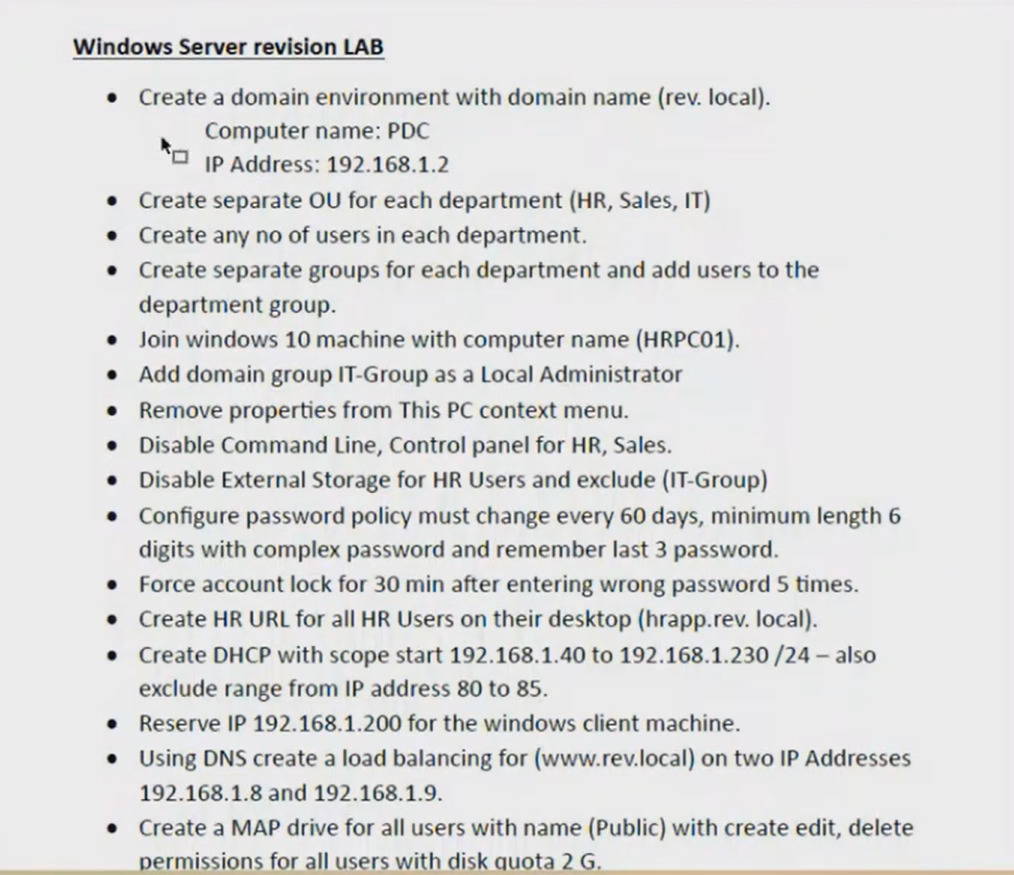 Windows Server revision LAB
• Create a domain environment with domain name (rev. local).
Computer name: PDC
IP Address: 192.168.1.2
• Create separate OU for each department (HR, Sales, IT)
• Create any no of users in each department.
• Create separate groups for each department and add users to the
department group.
• Join windows 10 machine with computer name (HRPC01).
• Add domain group IT-Group as a Local Administrator
• Remove properties from This PC context menu.
• Disable Command Line, Control panel for HR, Sales.
• Disable External Storage for HR Users and exclude (IT-Group)
• Configure password policy must change every 60 days, minimum length 6
digits with complex password and remember last 3 password.
• Force account lock for 30 min after entering wrong password 5 times.
• Create HR URL for all HR Users on their desktop (hrapp.rev. local).
• Create DHCP with scope start 192.168.1.40 to 192.168.1.230 /24 – also
exclude range from IP address 80 to 85.
• Reserve IP 192.168.1.200 for the windows client machine.
• Using DNS create a load balancing for (www.rev.local) on two IP Addresses
192.168.1.8 and 192.168.1.9.
• Create a MAP drive for all users with name (Public) with create edit, delete
permissions for all users with disk quota 2 G.